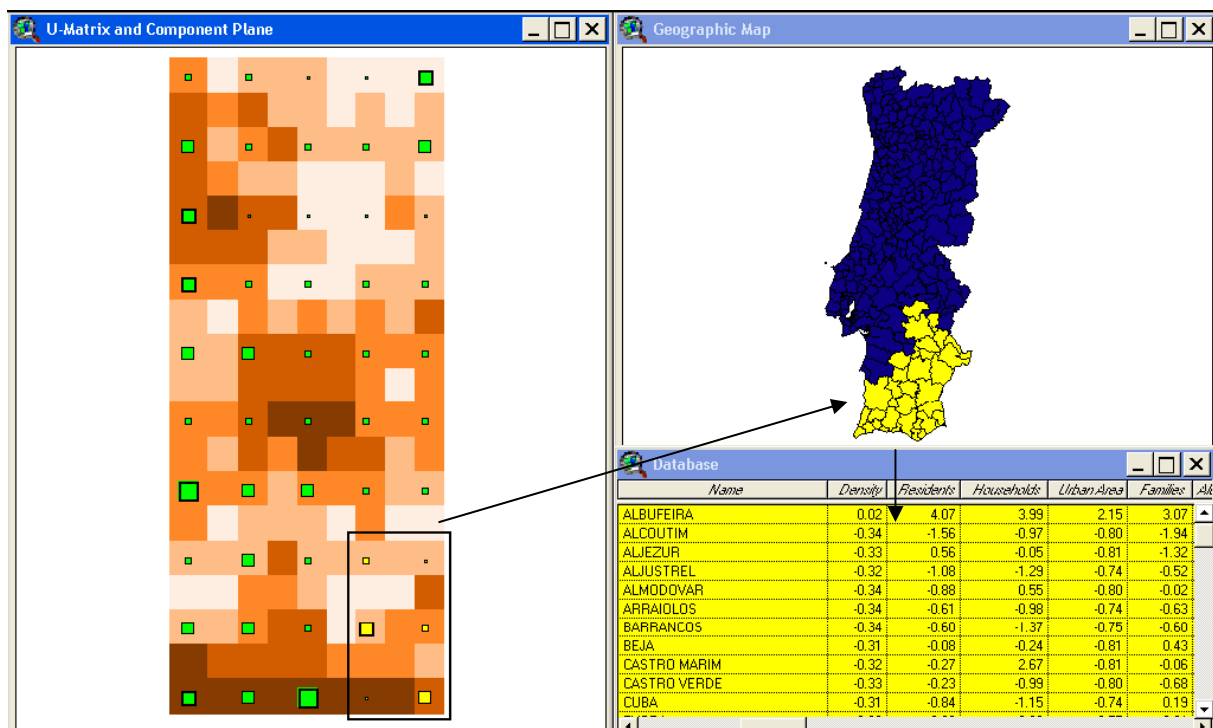 U-Matrix and Component Plane
Geographic Map
Database
Name Density Residents Households Urban Area Families
ALBUFEIRA 0.02 4.07 3.99 2.15 3.07
ALCOUTIM -0.34 -1.56 -0.97 -0.80 -1.94
ALJEZUR -0.33 0.56 -0.05 -0.81 -1.32
ALJUSTREL -0.32 -1.08 -1.29 -0.74 -0.52
ALMODOVAR -0.34 -0.88 0.55 -0.80 -0.02
ARRAIOLOS -0.34 -0.61 -0.98 -0.74 -0.63
BARRANCOS -0.34 -0.60 -1.37 -0.75 -0.60
BEJA -0.31 -0.08 -0.24 -0.81 0.43
CASTRO MARIM -0.32 -0.27 2.67 -0.81 -0.06
CASTRO VERDE -0.33 -0.23 -0.99 -0.80 -0.68
CUBA -0.31 -0.84 -1.15 -0.74 0.19